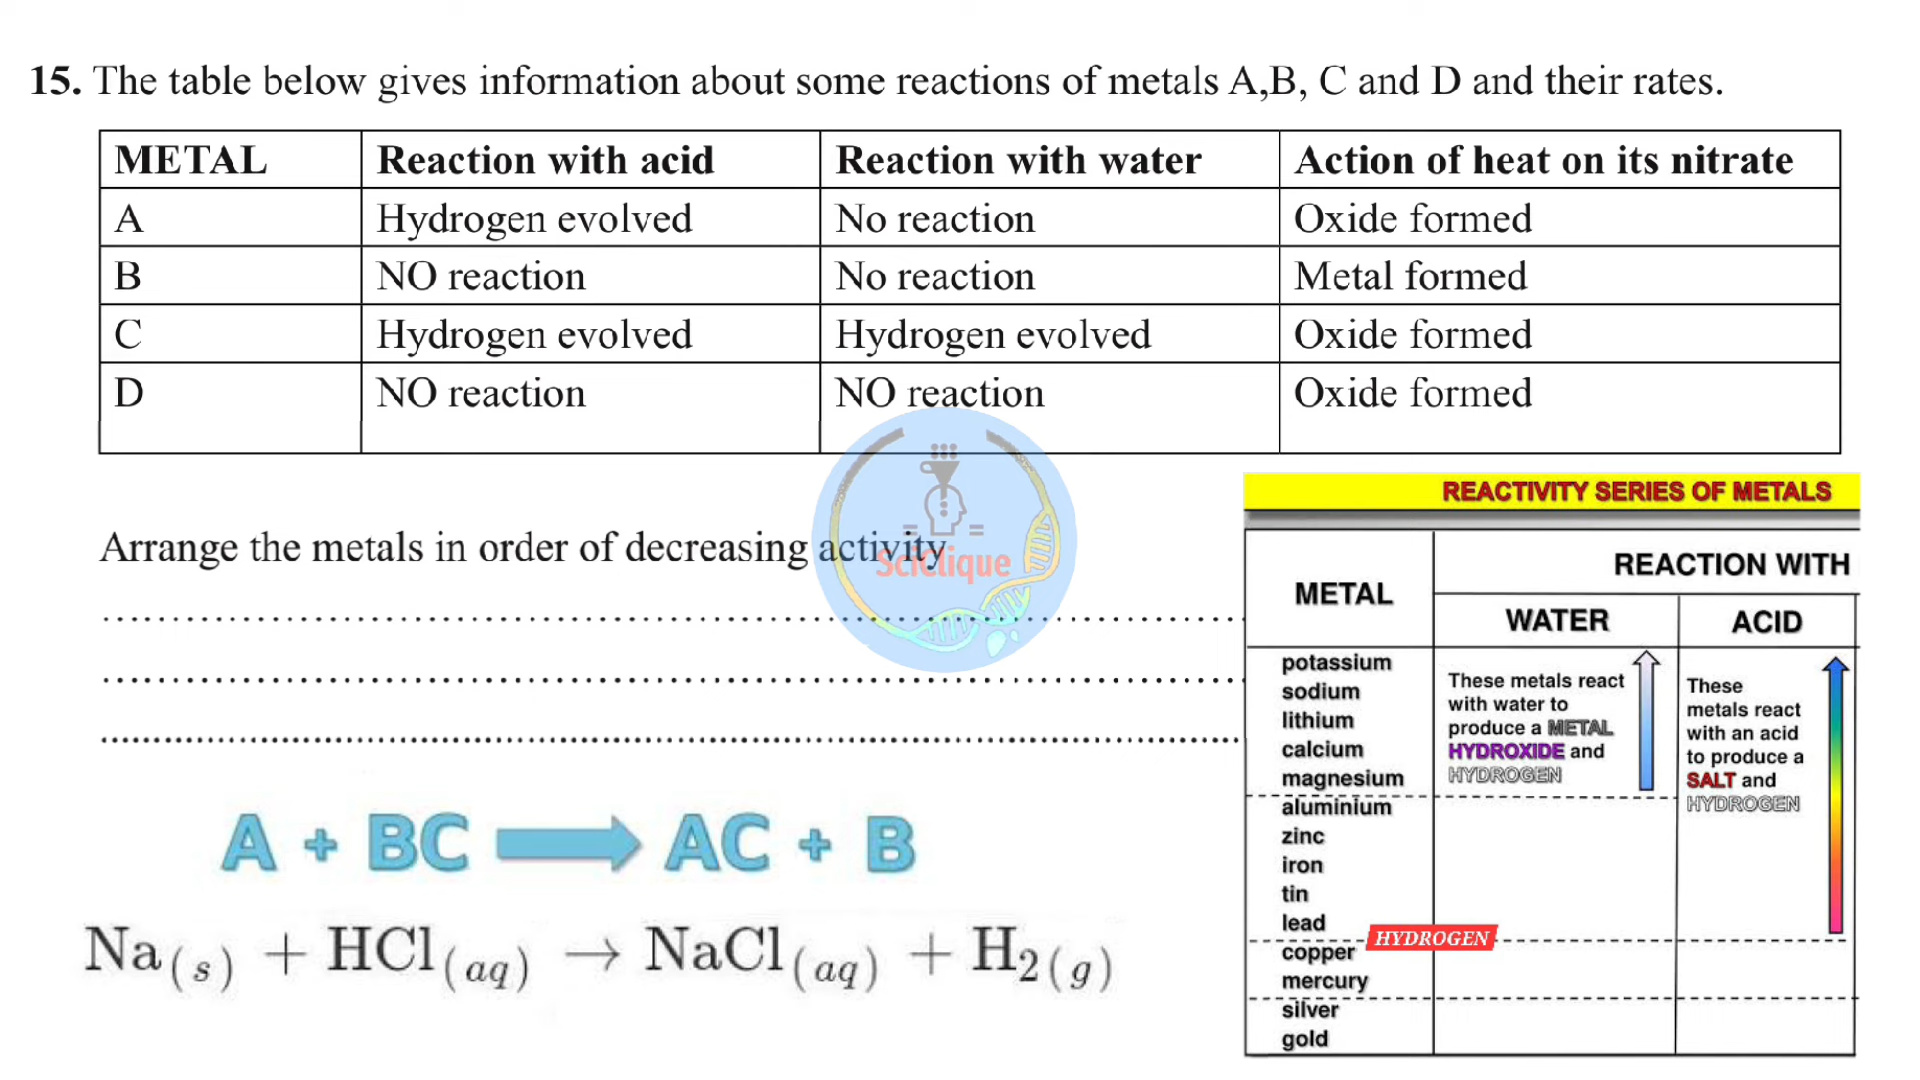 15. The table below gives information about some reactions of metals A,B, C and D and their rates.
METAL Reaction with acid Reaction with water Action of heat on its nitrate
A Hydrogen evolved No reaction Oxide formed
B NO reaction No reaction Metal formed
C Hydrogen evolved Hydrogen evolved Oxide formed
D NO reaction NO reaction Oxide formed
Arrange the metals in order of decreasing activity
SciClique
A + BC → AC + B
Na(s) + HCl(aq) → NaCl(aq) + H2(g)
REACTIVITY SERIES OF METALS
METAL
REACTION WITH
WATER ACID
potassium
sodium
lithium
calcium
magnesium
aluminium
zinc
iron
tin
lead
copper
mercury
silver
gold
These metals react
with water to
produce a METAL
HYDROXIDE and
HYDROGEN
These
metals react
with an acid
to produce a
SALT and
HYDROGEN
HYDROGEN